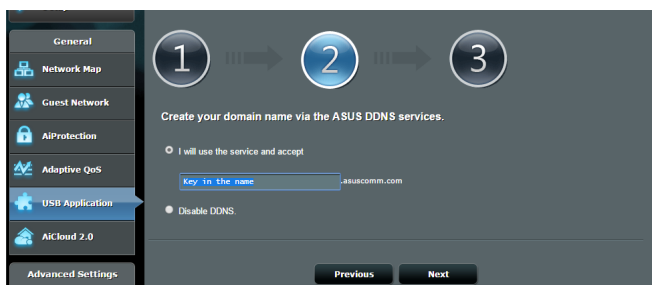 General
Network Map
Guest Network
AiProtection
Adaptive QoS
USB Application
AiCloud 2.0
Advanced Settings
1 2 3
Create your domain name via the ASUS DDNS services.
I will use the service and accept
Key in the name .asuscomm.com
Disable DDNS.
Previous Next